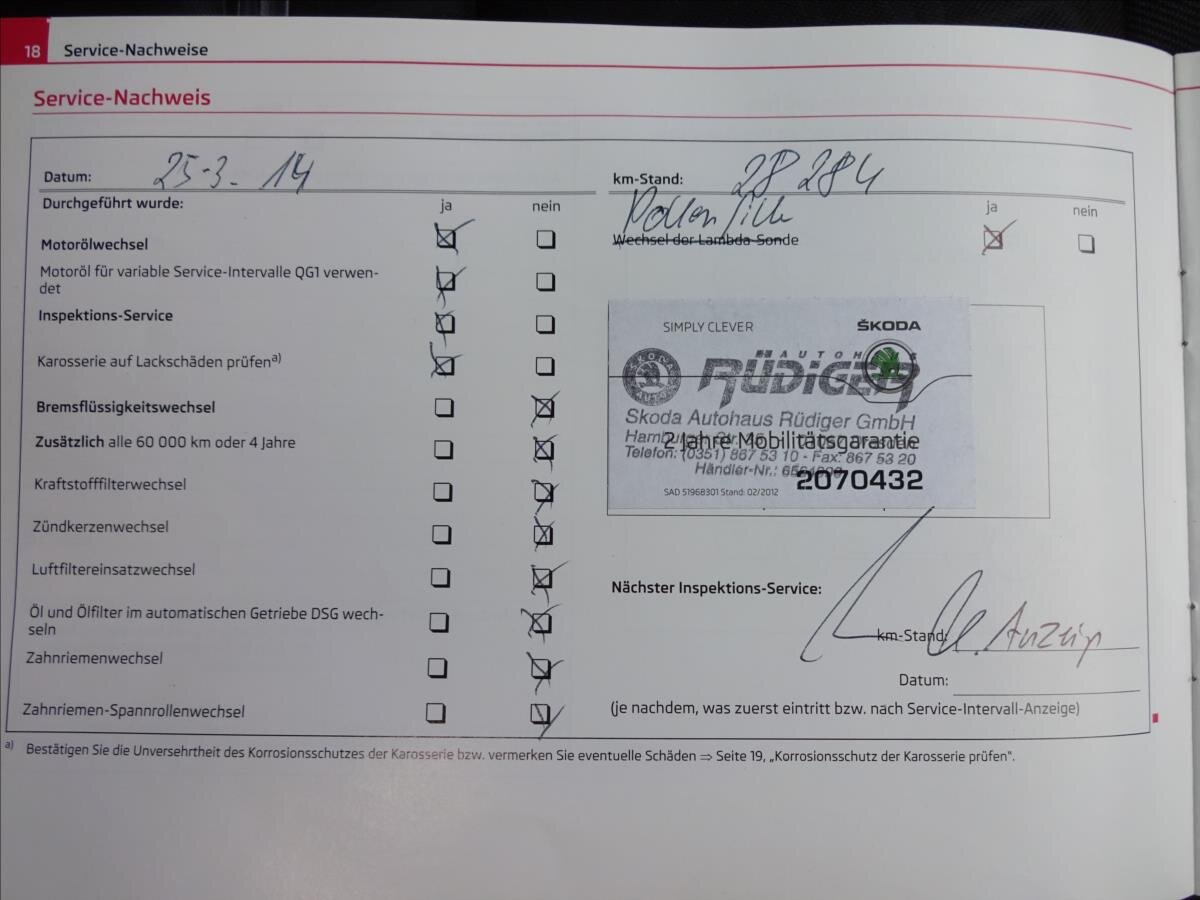 18 Service-Nachweise
Service-Nachweis
Datum: 25-3-14
km-Stand: 28 284
Durchgeführt wurde:
ja nein
Pollenfilter
ja nein
Motorölwechsel
Wechsel der Lambda-Sonde
Motoröl für variable Service-Intervalle QG1 verwen-
det
Inspektions-Service
Karosserie auf Lackschäden prüfen a)
Bremsflüssigkeitswechsel
Zusätzlich alle 60 000 km oder 4 Jahre
Kraftstofffilterwechsel
Zündkerzenwechsel
Luftfiltereinsatzwechsel
Öl und Ölfilter im automatischen Getriebe DSG wech-
seln
Zahnriemenwechsel
Zahnriemen-Spannrollenwechsel
SIMPLY CLEVER ŠKODA
AUTOHAUS
SKODA AUTO RÜDIGER
Skoda Autohaus Rüdiger GmbH
Hamburger Str.
2 Jahre Mobilitätsgarantie
Telefon: (0351) 867 53 10 - Fax: 867 53 20
Händler-Nr.:
2070432
SAD 51968301 Stand: 02/2012
Nächster Inspektions-Service:
km-Stand: Anzeige
Datum:
(je nachdem, was zuerst eintritt bzw. nach Service-Intervall-Anzeige)
a) Bestätigen Sie die Unversehrtheit des Korrosionsschutzes der Karosserie bzw. vermerken Sie eventuelle Schäden ⇒ Seite 19, „Korrosionsschutz der Karosserie prüfen“.